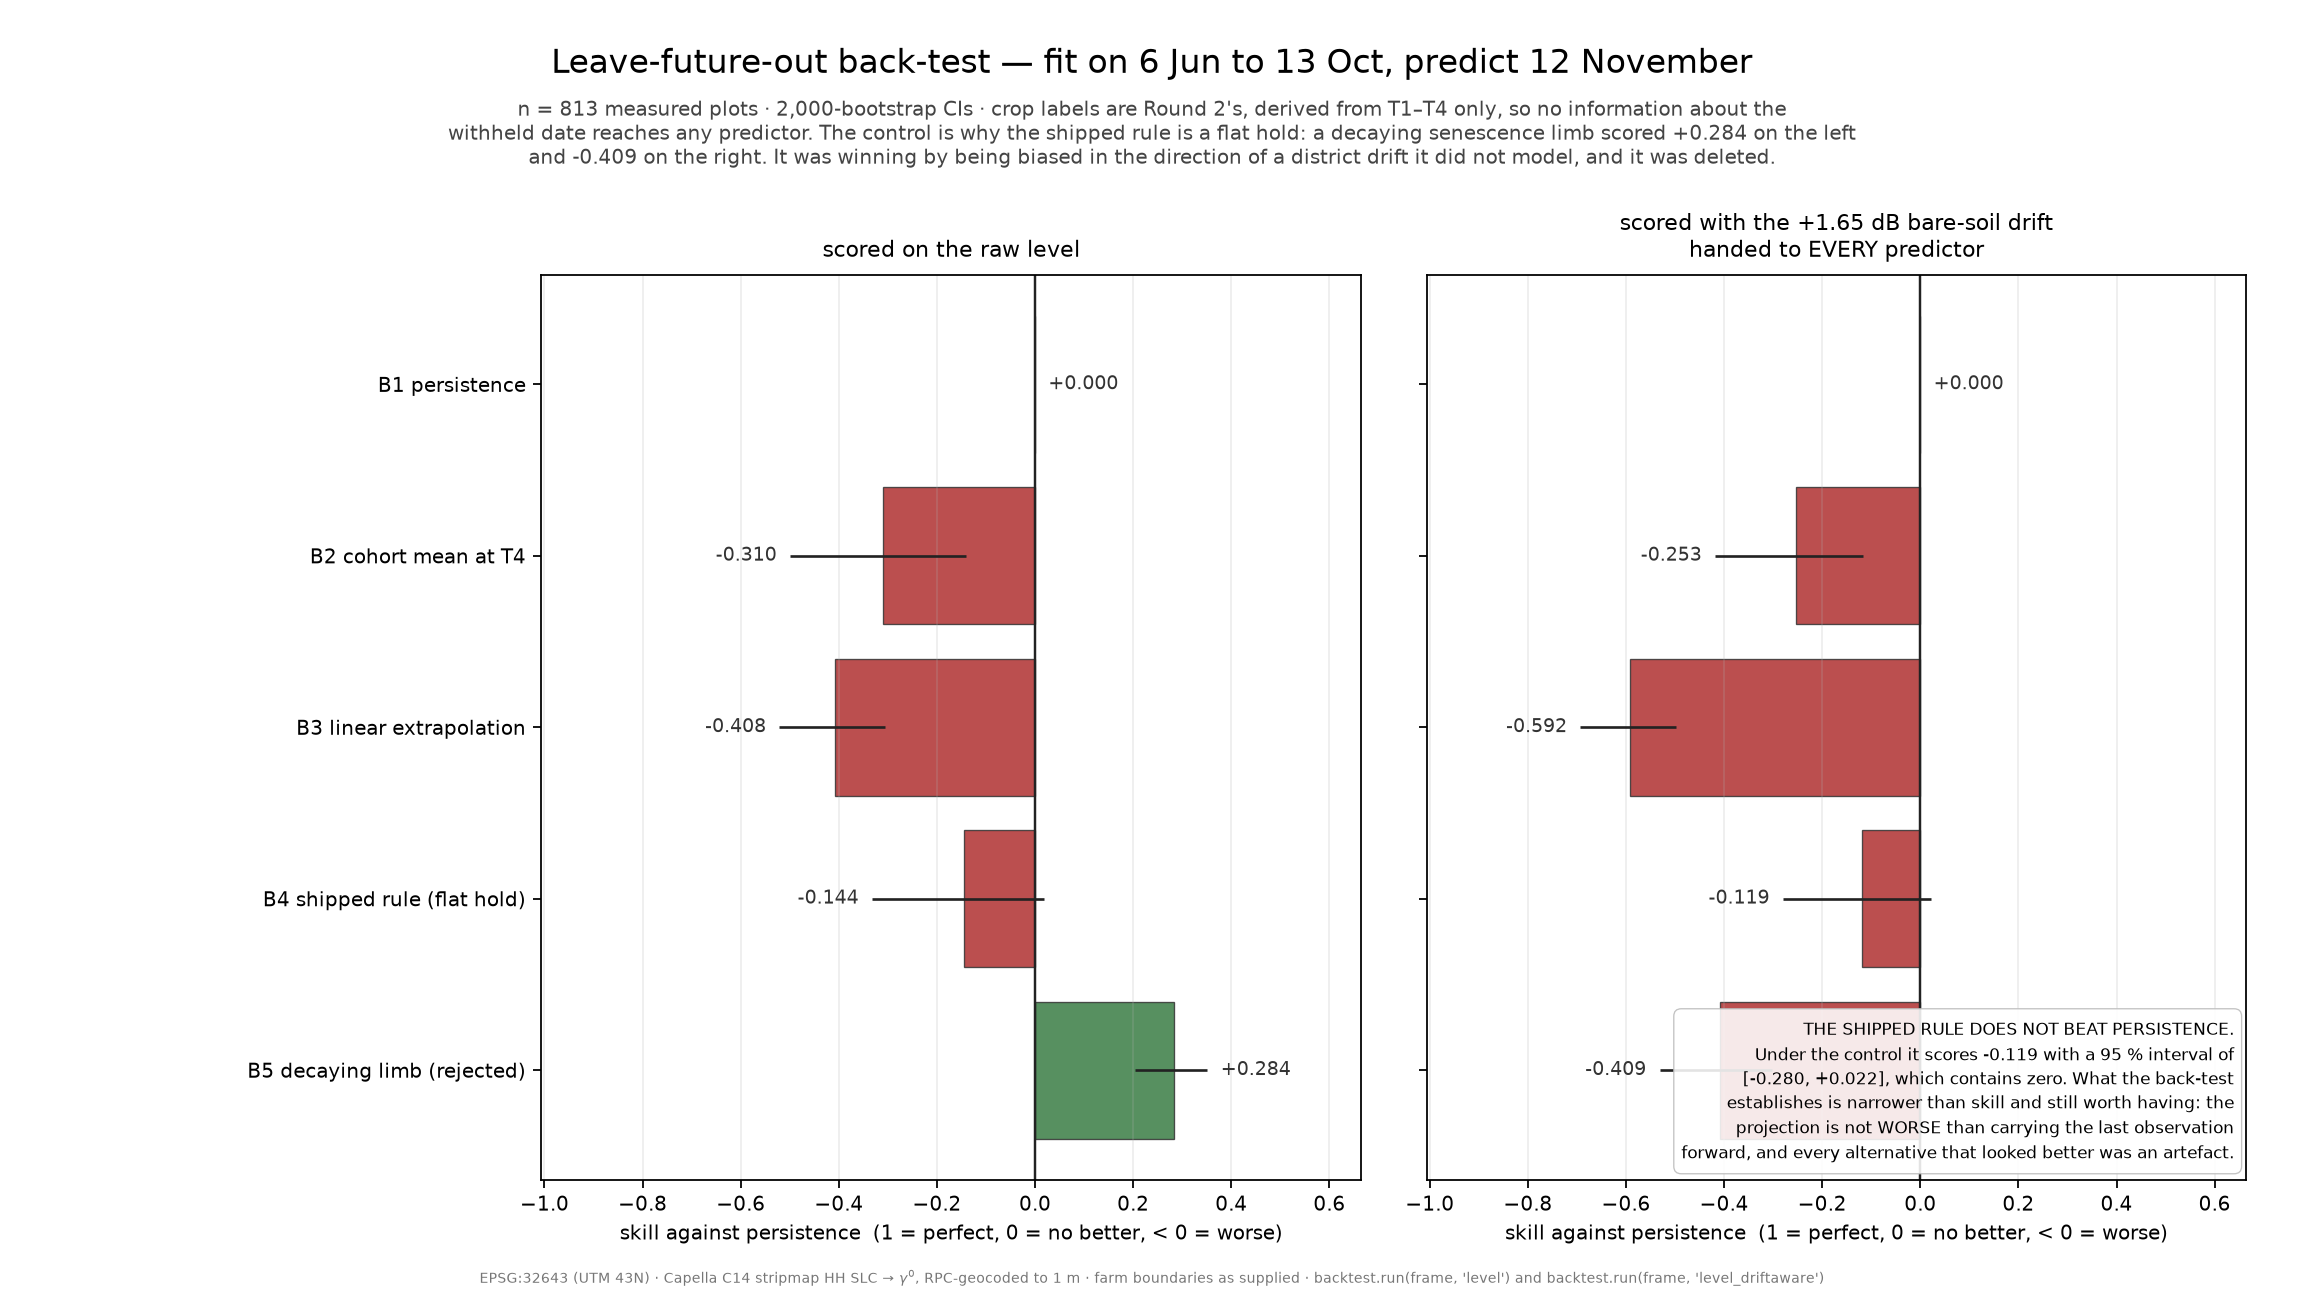 Leave-future-out back-test — fit on 6 Jun to 13 Oct, predict 12 November
n = 813 measured plots · 2,000-bootstrap CIs · crop labels are Round 2's, derived from T1–T4 only, so no information about the
withheld date reaches any predictor. The control is why the shipped rule is a flat hold: a decaying senescence limb scored +0.284 on the left
and -0.409 on the right. It was winning by being biased in the direction of a district drift it did not model, and it was deleted.
scored on the raw level
B1 persistence
+0.000
B2 cohort mean at T4
-0.310
B3 linear extrapolation
-0.408
B4 shipped rule (flat hold)
-0.144
B5 decaying limb (rejected)
+0.284
−1.0 −0.8 −0.6 −0.4 −0.2 0.0 0.2 0.4 0.6
skill against persistence (1 = perfect, 0 = no better, < 0 = worse)
scored with the +1.65 dB bare-soil drift
handed to EVERY predictor
+0.000
-0.253
-0.592
-0.119
-0.409
THE SHIPPED RULE DOES NOT BEAT PERSISTENCE.
Under the control it scores -0.119 with a 95 % interval of
[-0.280, +0.022], which contains zero. What the back-test
establishes is narrower than skill and still worth having: the
projection is not WORSE than carrying the last observation
forward, and every alternative that looked better was an artefact.
−1.0 −0.8 −0.6 −0.4 −0.2 0.0 0.2 0.4 0.6
skill against persistence (1 = perfect, 0 = no better, < 0 = worse)
EPSG:32643 (UTM 43N) · Capella C14 stripmap HH SLC → γ⁰, RPC-geocoded to 1 m · farm boundaries as supplied · backtest.run(frame, 'level') and backtest.run(frame, 'level_driftaware')